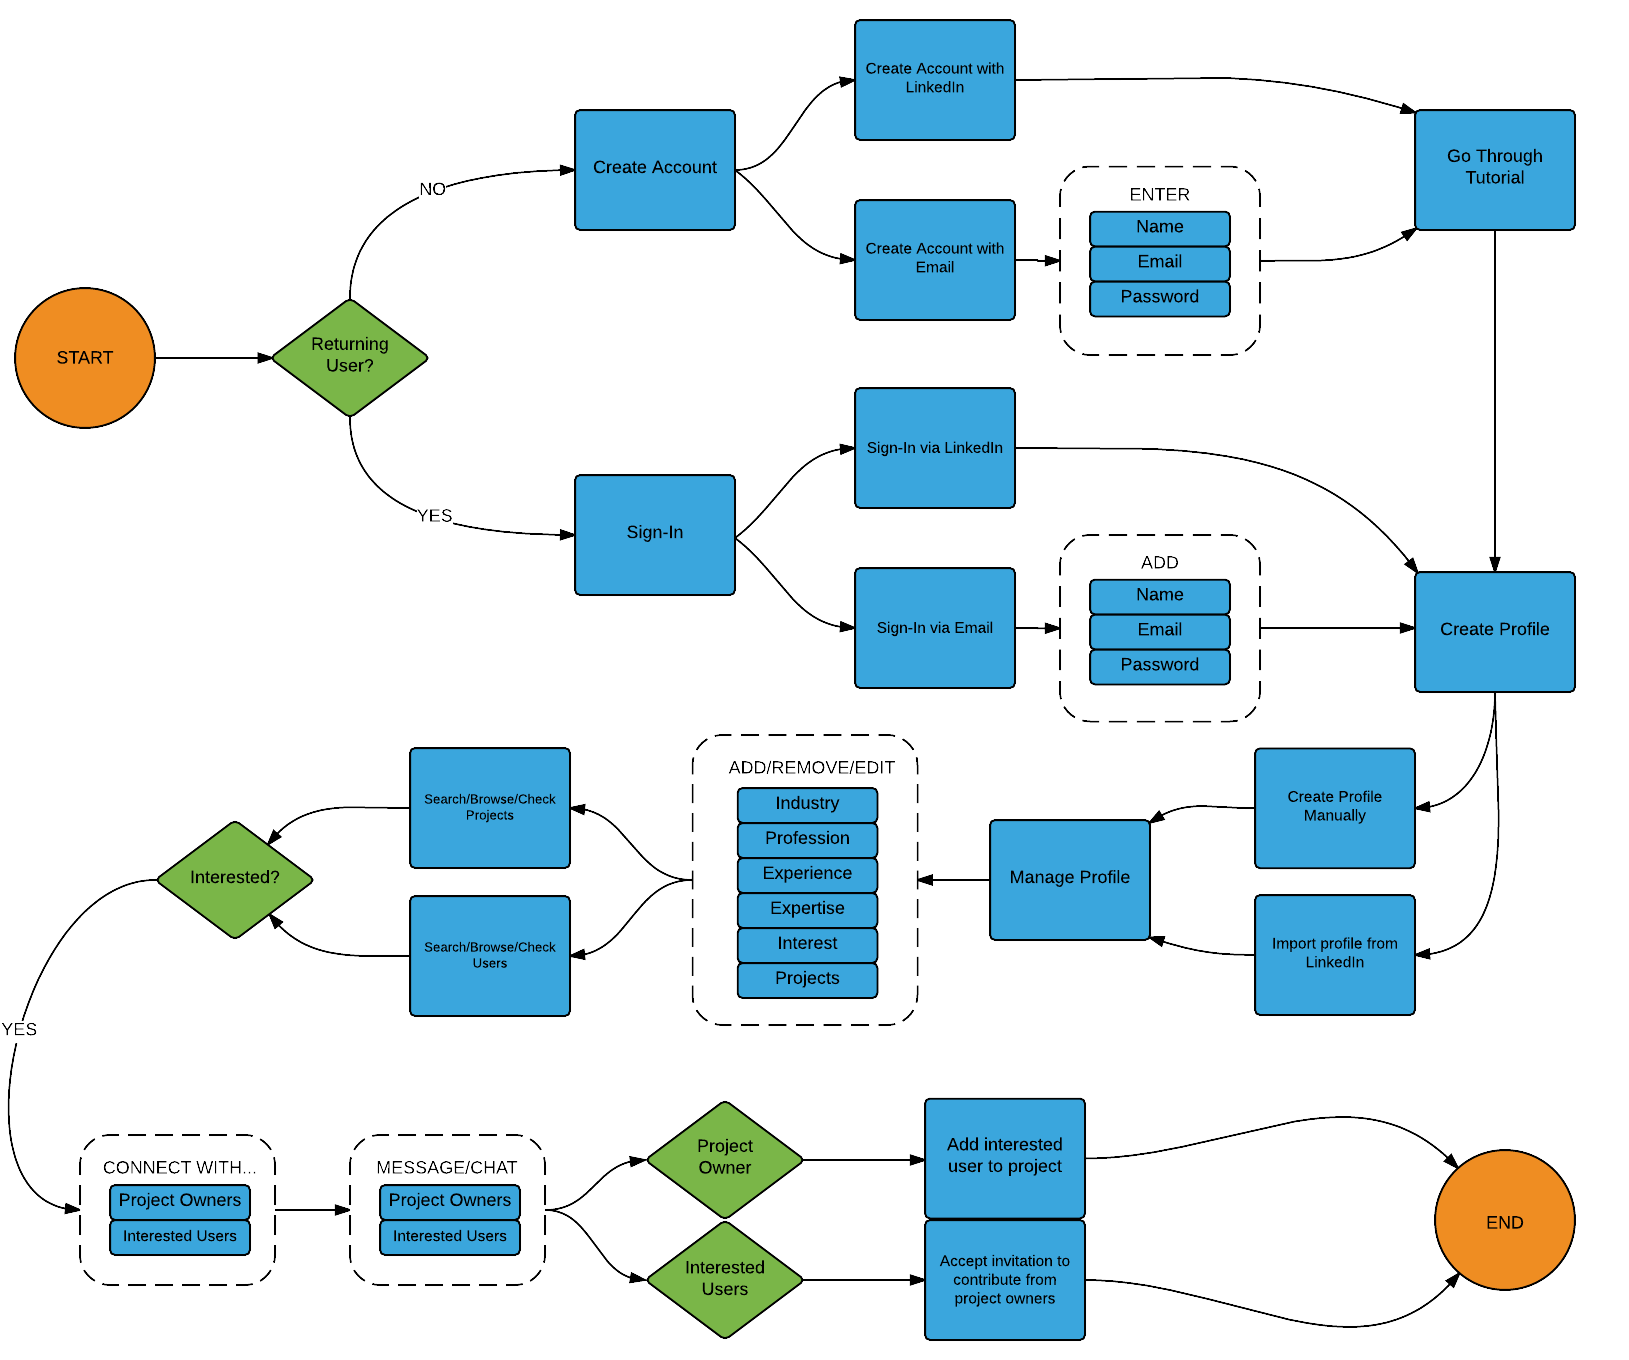 Create Account with
LinkedIn
Create Account
NO
Go Through
Tutorial
Create Account with
Email
ENTER
Name
Email
Password
START
Returning
User?
YES
Sign-In
Sign-In via LinkedIn
Sign-In via Email
ADD
Name
Email
Password
Create Profile
Create Profile
Manually
Import profile from
LinkedIn
Manage Profile
ADD/REMOVE/EDIT
Industry
Profession
Experience
Expertise
Interest
Projects
Search/Browse/Check
Projects
Search/Browse/Check
Users
Interested?
YES
CONNECT WITH...
Project Owners
Interested Users
MESSAGE/CHAT
Project Owners
Interested Users
Project
Owner
Interested
Users
Add interested
user to project
Accept invitation to
contribute from
project owners
END